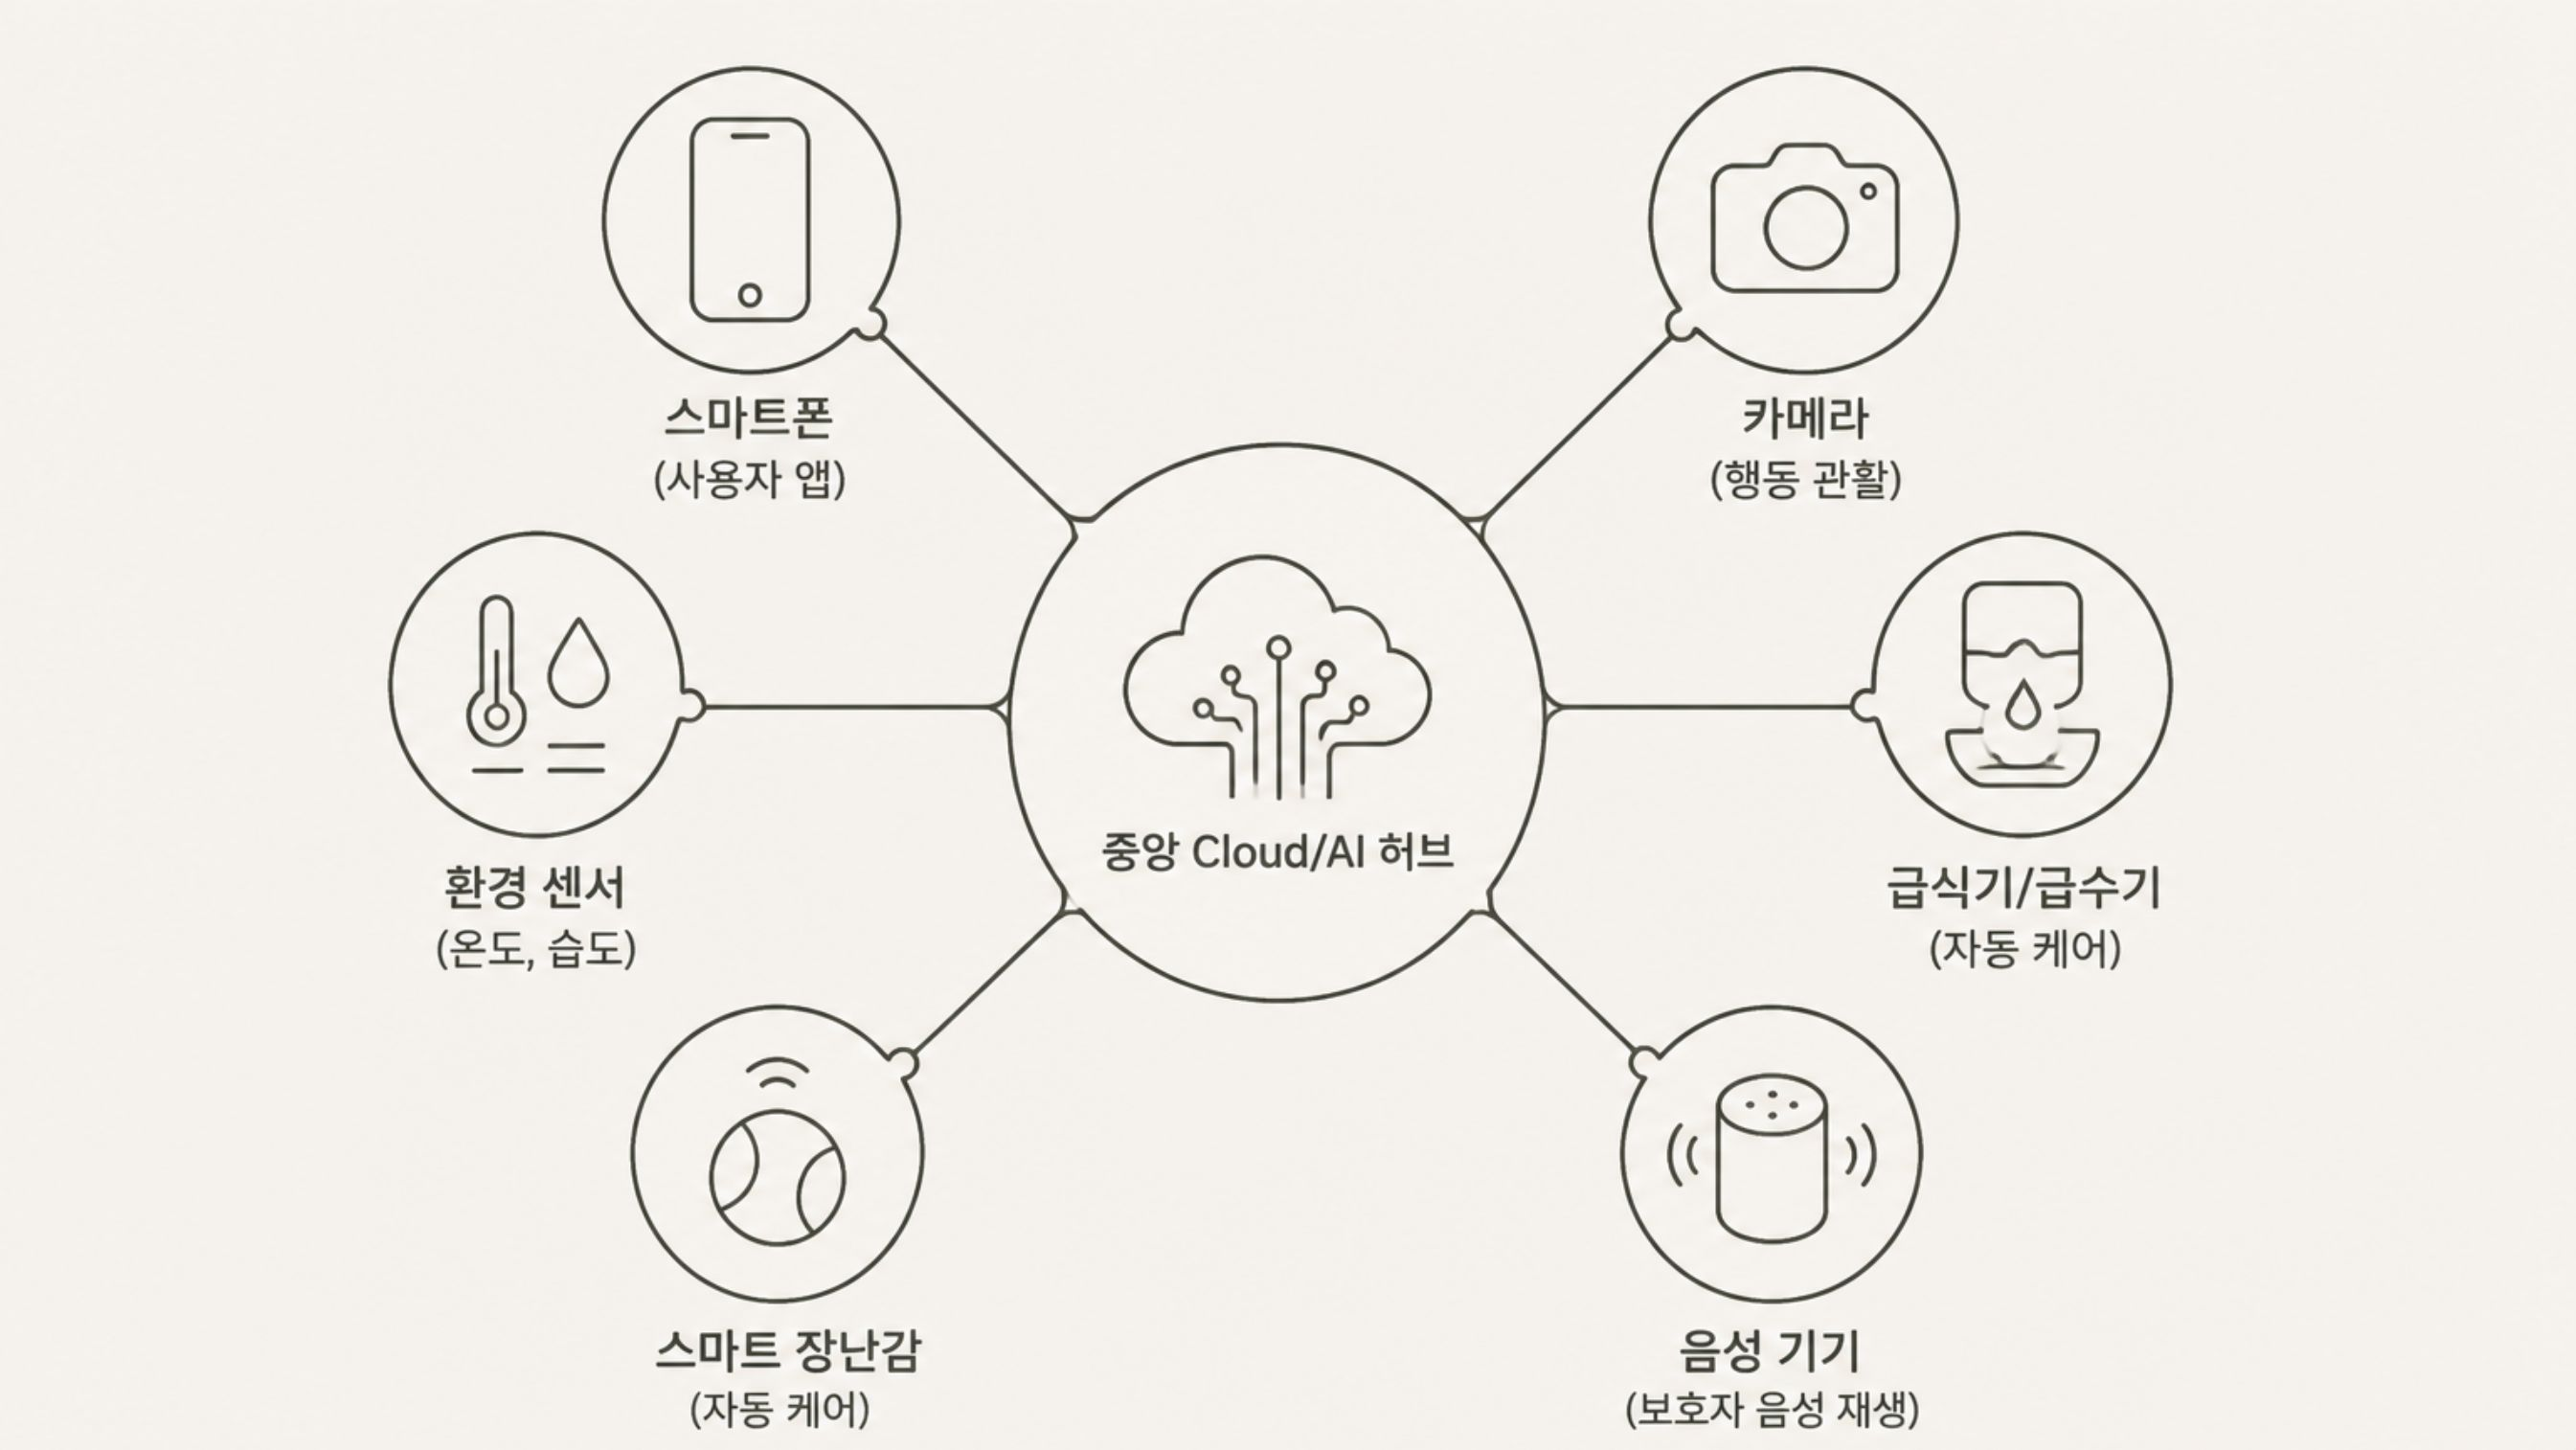 스마트폰
(사용자 앱)
카메라
(행동 관활)
중앙 Cloud/AI 허브
환경 센서
(온도, 습도)
급식기/급수기
(자동 케어)
스마트 장난감
(자동 케어)
음성 기기
(보호자 음성 재생)